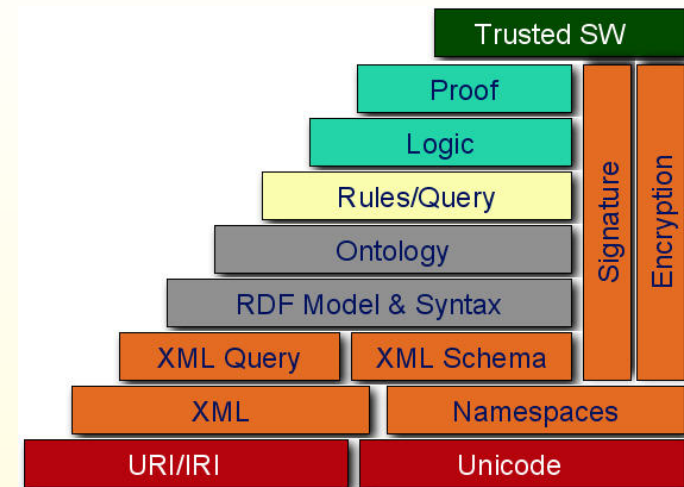 Trusted SW
Proof
Logic
Rules/Query
Ontology
RDF Model & Syntax
Signature
Encryption
XML Query
XML Schema
XML
Namespaces
URI/IRI
Unicode